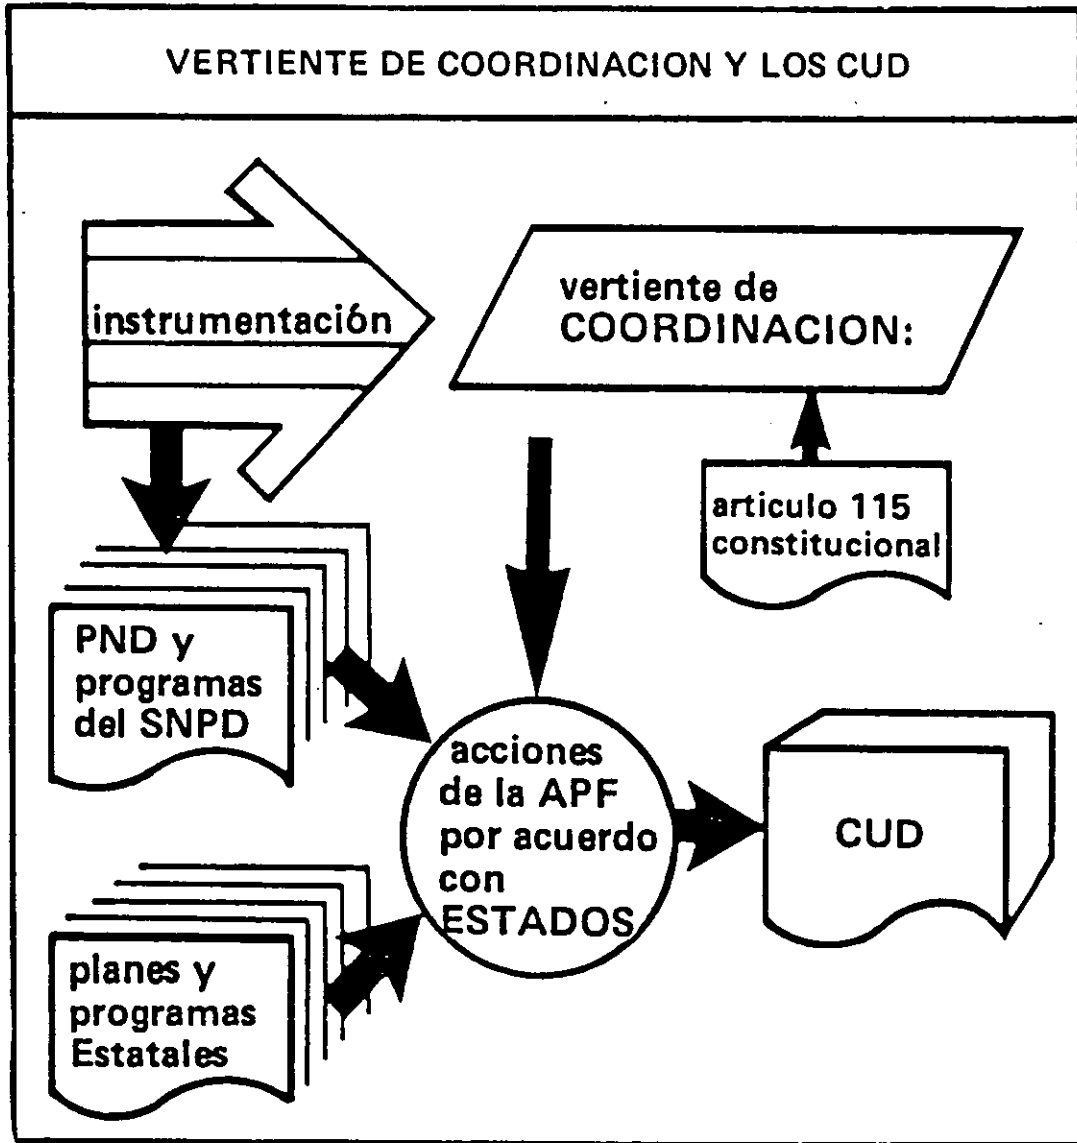 VERTIENTE DE COORDINACION Y LOS CUD
instrumentación
vertiente de
COORDINACION:
articulo 115
constitucional
PND y
programas
del SNPD
acciones
de la APF
por acuerdo
con
ESTADOS
CUD
planes y
programas
Estatales